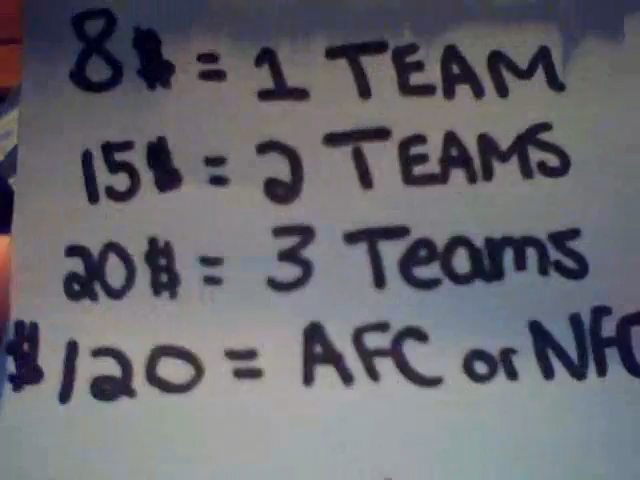 8$ = 1 TEAM
15$ = 2 TEAMS
20$ = 3 Teams
$120 = AFC or NFC